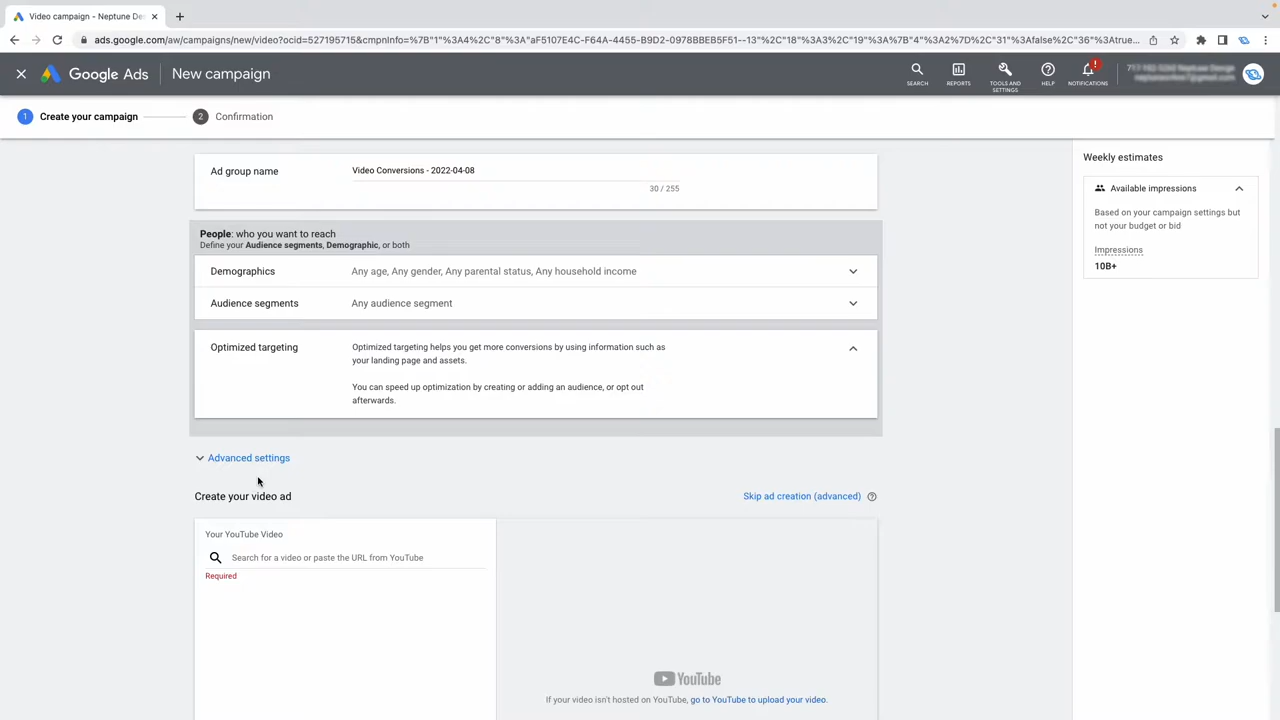 Video campaign - Neptune De
ads.google.com/aw/campaigns/new/video?ocid=527195715&cmpnInfo=%7B"1"%3A4%2C"8"%3A"aF5107E4C-F64A-4455-B9D2-0978BBEB5F51--13"%2C"18"%3A3%2C"19"%3A%7B"4"%3A2%7D%2C"31"%3Afalse%2C"36"%3Atrue...
Google Ads
New campaign
SEARCH
REPORTS
TOOLS AND
SETTINGS
HELP
!
NOTIFICATIONS
1
Create your campaign
2
Confirmation
Ad group name
Video Conversions - 2022-04-08
30 / 255
People: who you want to reach
Define your Audience segments, Demographic, or both
Demographics
Any age, Any gender, Any parental status, Any household income
Audience segments
Any audience segment
Optimized targeting
Optimized targeting helps you get more conversions by using information such as
your landing page and assets.
You can speed up optimization by creating or adding an audience, or opt out
afterwards.
Advanced settings
Create your video ad
Skip ad creation (advanced)
Your YouTube Video
Search for a video or paste the URL from YouTube
Required
YouTube
If your video isn't hosted on YouTube, go to YouTube to upload your video.
Weekly estimates
Available impressions
Based on your campaign settings but
not your budget or bid
Impressions
10B+